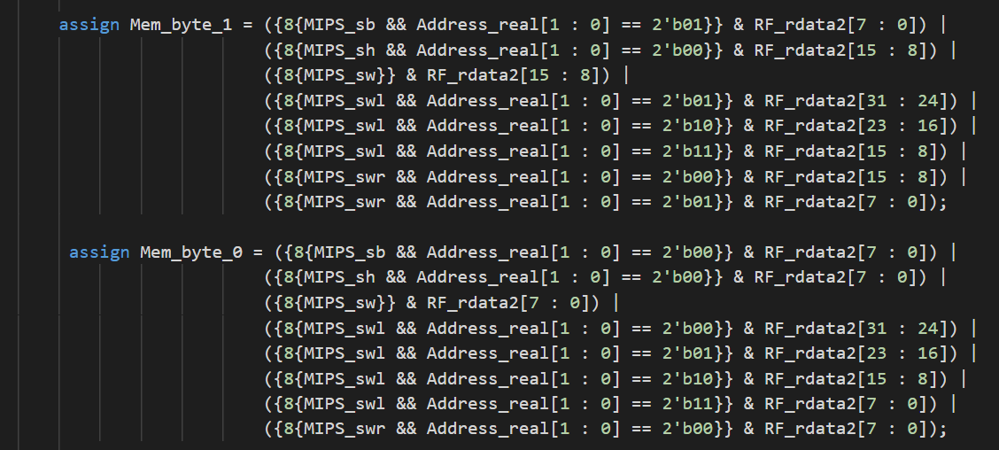 assign Mem_byte_1 = ({8{MIPS_sb && Address_real[1 : 0] == 2'b01}} & RF_rdata2[7 : 0]) |
({8{MIPS_sh && Address_real[1 : 0] == 2'b00}} & RF_rdata2[15 : 8]) |
({8{MIPS_sw}} & RF_rdata2[15 : 8]) |
({8{MIPS_swl && Address_real[1 : 0] == 2'b01}} & RF_rdata2[31 : 24]) |
({8{MIPS_swl && Address_real[1 : 0] == 2'b10}} & RF_rdata2[23 : 16]) |
({8{MIPS_swl && Address_real[1 : 0] == 2'b11}} & RF_rdata2[15 : 8]) |
({8{MIPS_swr && Address_real[1 : 0] == 2'b00}} & RF_rdata2[15 : 8]) |
({8{MIPS_swr && Address_real[1 : 0] == 2'b01}} & RF_rdata2[7 : 0]);
assign Mem_byte_0 = ({8{MIPS_sb && Address_real[1 : 0] == 2'b00}} & RF_rdata2[7 : 0]) |
({8{MIPS_sh && Address_real[1 : 0] == 2'b00}} & RF_rdata2[7 : 0]) |
({8{MIPS_sw}} & RF_rdata2[7 : 0]) |
({8{MIPS_swl && Address_real[1 : 0] == 2'b00}} & RF_rdata2[31 : 24]) |
({8{MIPS_swl && Address_real[1 : 0] == 2'b01}} & RF_rdata2[23 : 16]) |
({8{MIPS_swl && Address_real[1 : 0] == 2'b10}} & RF_rdata2[15 : 8]) |
({8{MIPS_swl && Address_real[1 : 0] == 2'b11}} & RF_rdata2[7 : 0]) |
({8{MIPS_swr && Address_real[1 : 0] == 2'b00}} & RF_rdata2[7 : 0]);